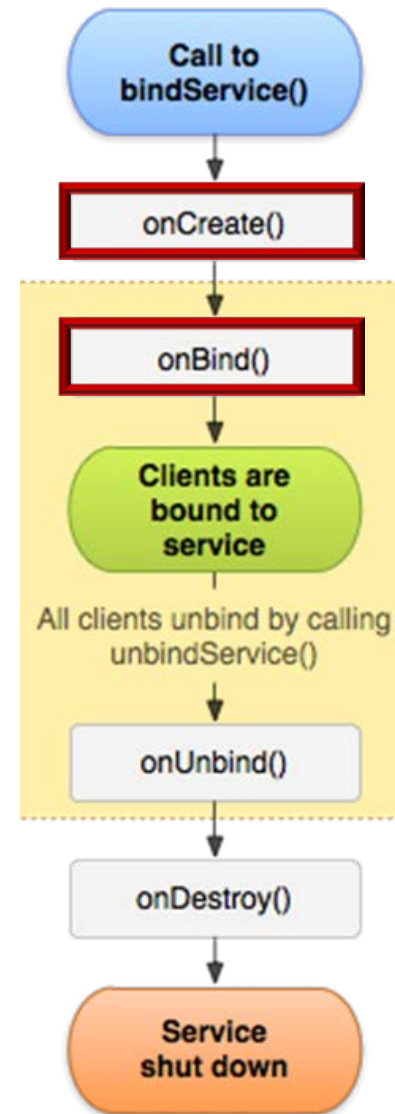 Call to
bindService()
onCreate()
onBind()
Clients are
bound to
service
All clients unbind by calling
unbindService()
onUnbind()
onDestroy()
Service
shut down